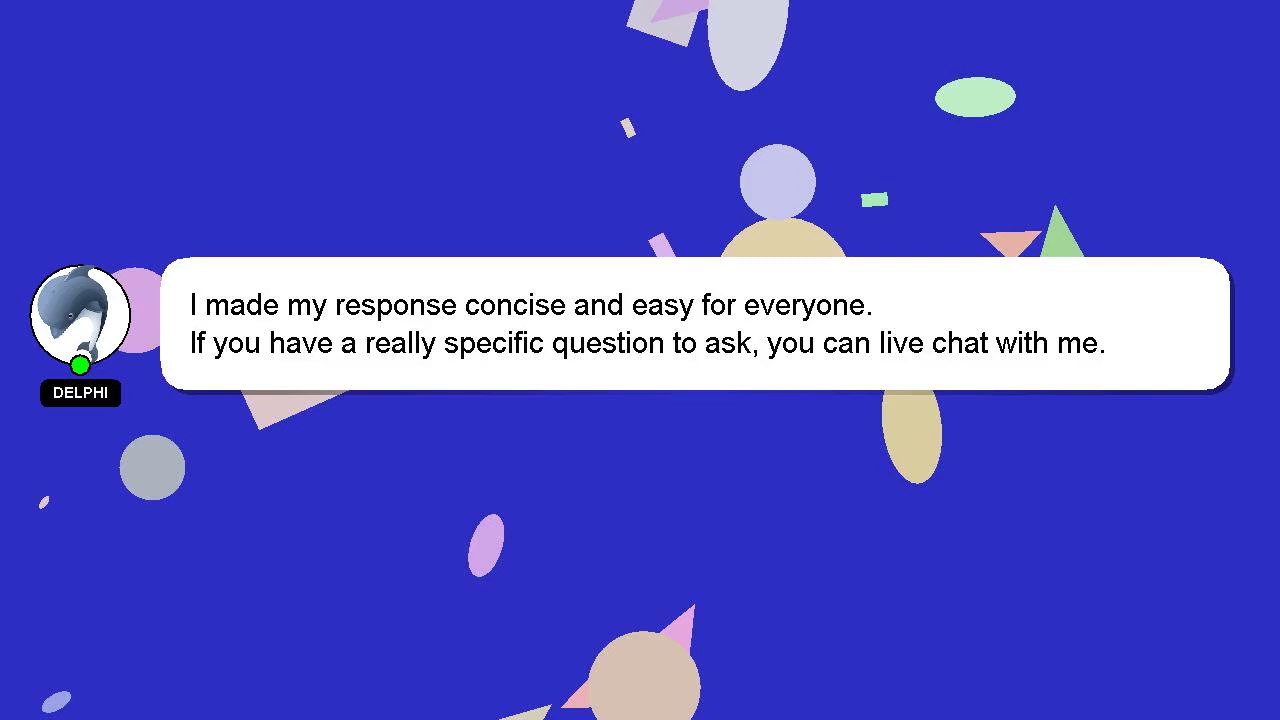 I made my response concise and easy for everyone.
If you have a really specific question to ask, you can live chat with me.
DELPHI